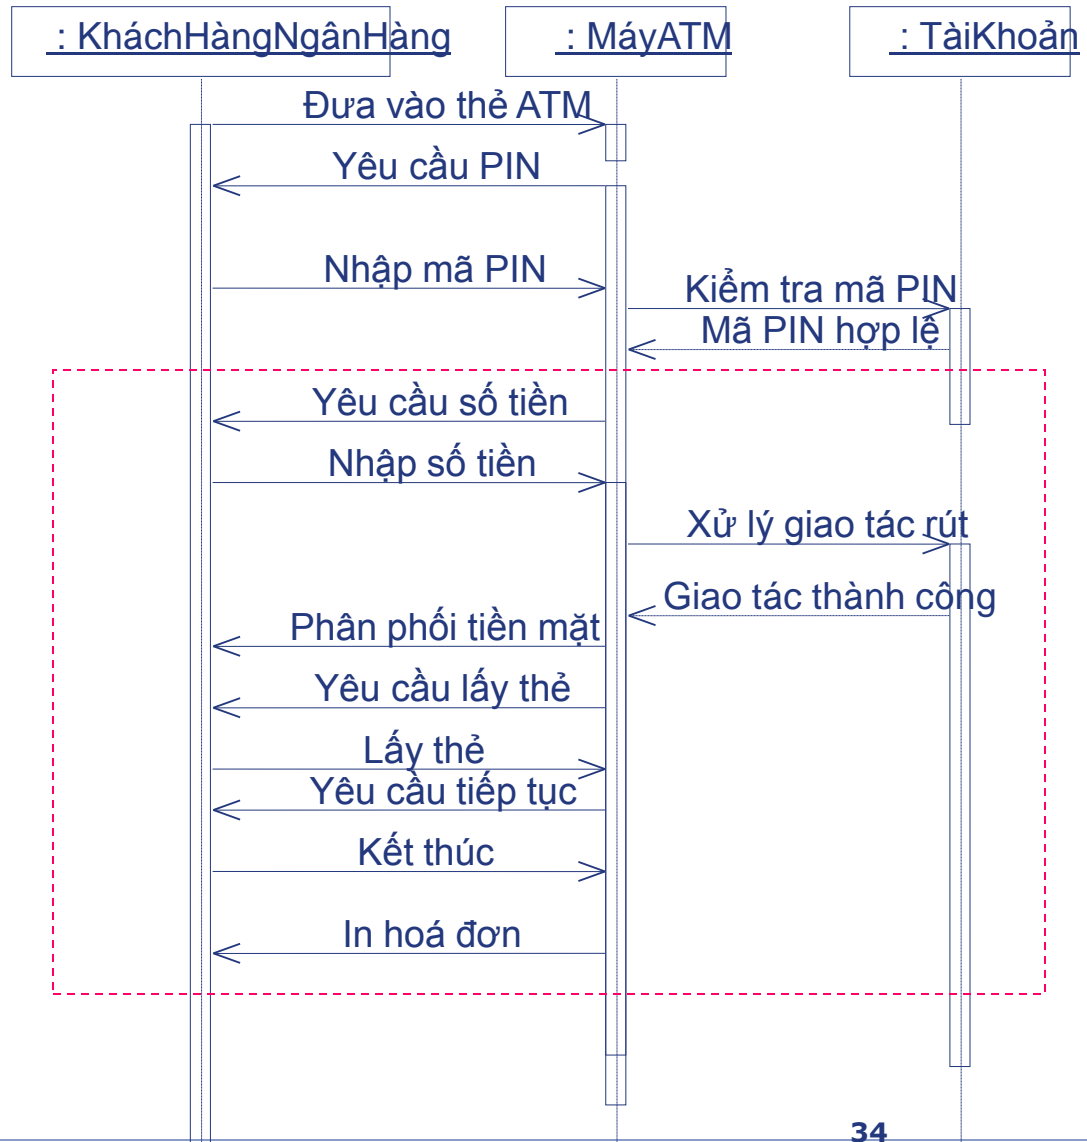 : KháchHàngNgânHàng
: MáyATM
: TàiKhoản
Đưa vào thẻ ATM
Yêu cầu PIN
Nhập mã PIN
Kiểm tra mã PIN
Mã PIN hợp lệ
Yêu cầu số tiền
Nhập số tiền
Xử lý giao tác rút
Giao tác thành công
Phân phối tiền mặt
Yêu cầu lấy thẻ
Lấy thẻ
Yêu cầu tiếp tục
Kết thúc
In hoá đơn
34